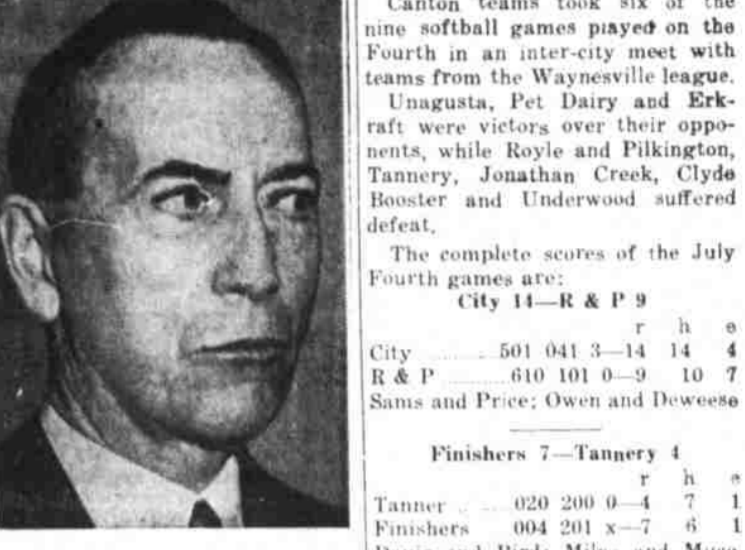 Canton teams took six of the
nine softball games played on the
Fourth in an inter-city meet with
teams from the Waynesville league.
Unagusta, Pet Dairy and Erk-
raft were victors over their oppo-
nents, while Royle and Pilkington,
Tannery, Jonathan Creek, Clyde
Booster and Underwood suffered
defeat.
The complete scores of the July
Fourth games are:
City 14—R & P 9
r h e
City ........ 501 041 3—14 14 4
R & P ........ 610 101 0—9 10 7
Sams and Price; Owen and Deweese
Finishers 7—Tannery 4
r h e
Tanner ...... 020 200 0—4 7 1
Finishers 004 201 x—7 6 1
and Milne and